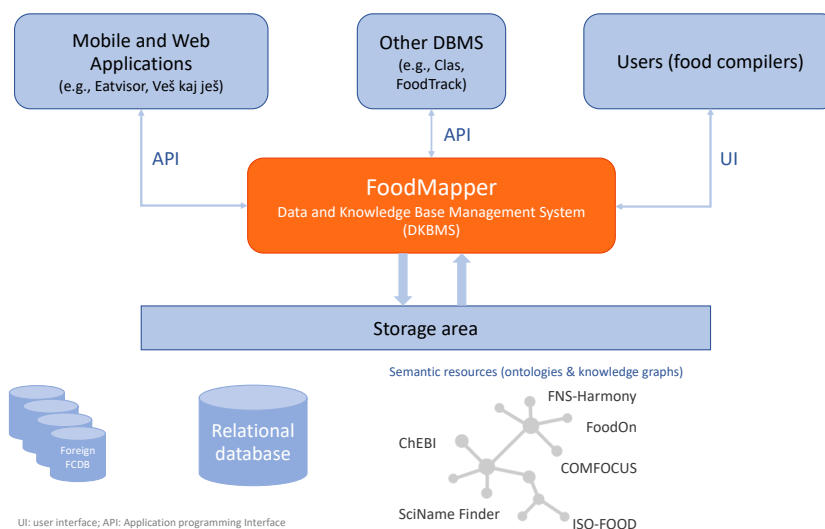 Mobile and Web
Applications
(e.g., Eatvisor, Veš kaj ješ)
Other DBMS
(e.g., Clas,
FoodTrack)
Users (food compilers)
API
API
UI
FoodMapper
Data and Knowledge Base Management System
(DKBMS)
Storage area
Semantic resources (ontologies & knowledge graphs)
Foreign
FCDB
Relational
database
FNS-Harmony
FoodOn
ChEBI
COMFOCUS
SciName Finder
ISO-FOOD
UI: user interface; API: Application programming Interface